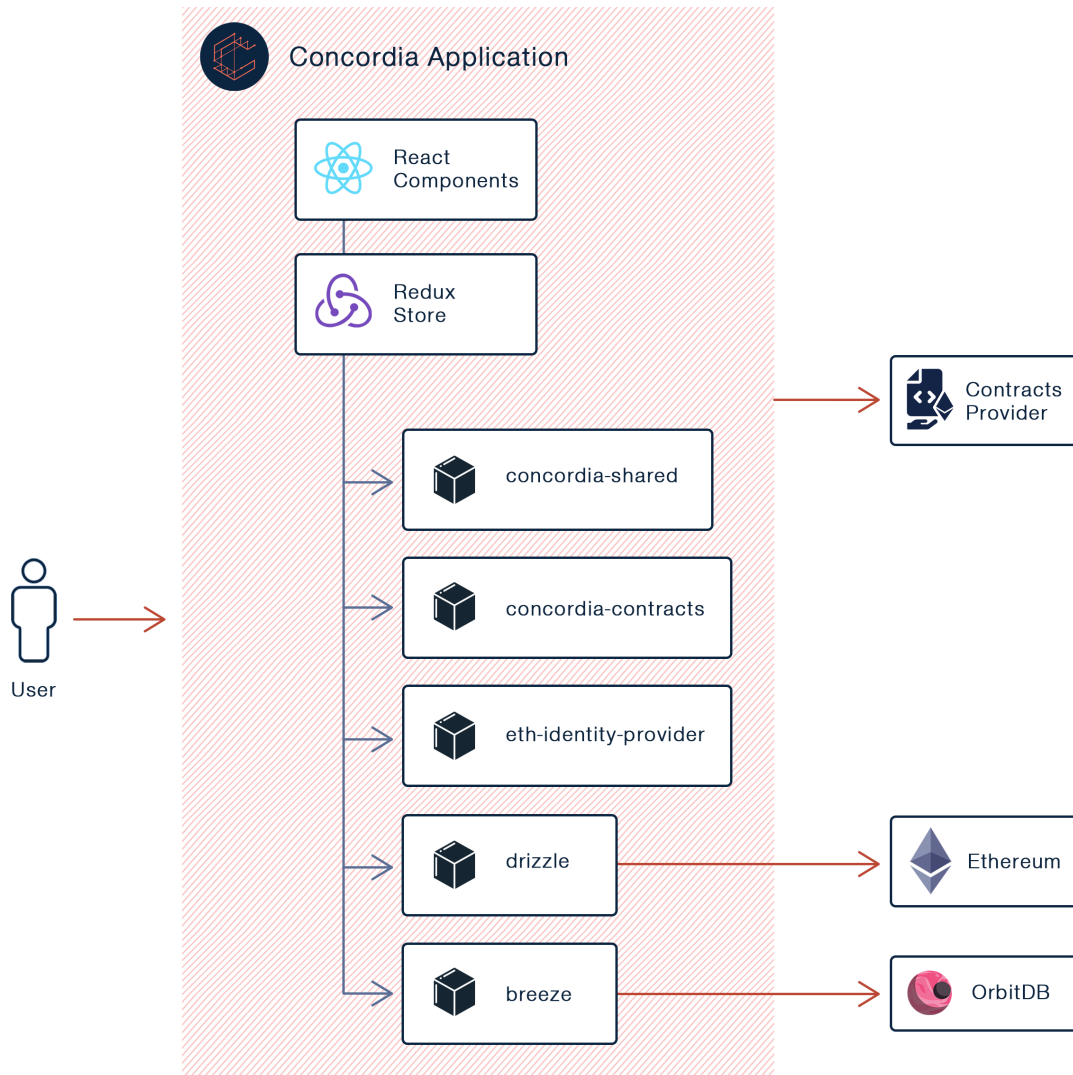 Concordia Application
React
Components
Redux
Store
Contracts
Provider
concordia-shared
concordia-contracts
User
eth-identity-provider
drizzle
Ethereum
breeze
OrbitDB